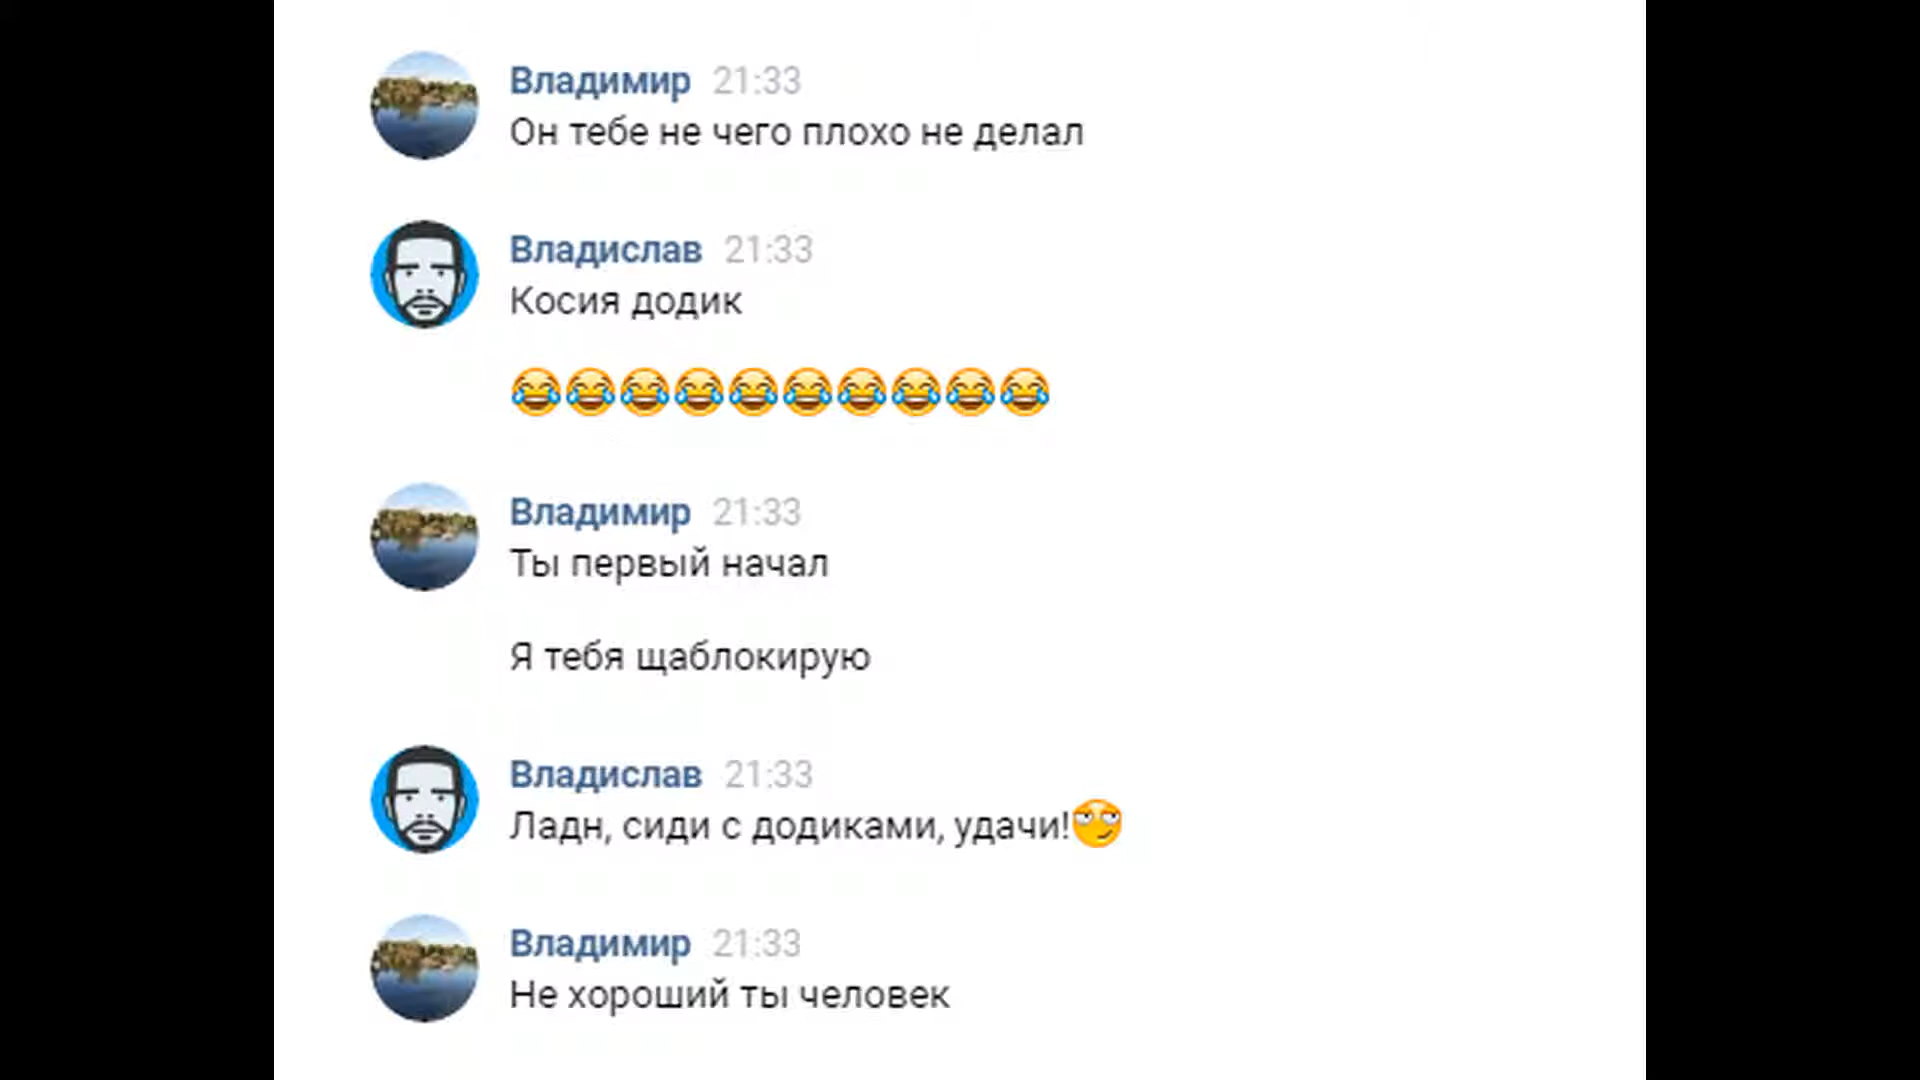 Владимир 21:33
Он тебе не чего плохо не делал
Владислав 21:33
Косия додик
😂😂😂😂😂😂😂😂😂😂
Владимир 21:33
Ты первый начал
Я тебя щаблокирую
Владислав 21:33
Ладн, сиди с додиками, удачи!🙄
Владимир 21:33
Не хороший ты человек